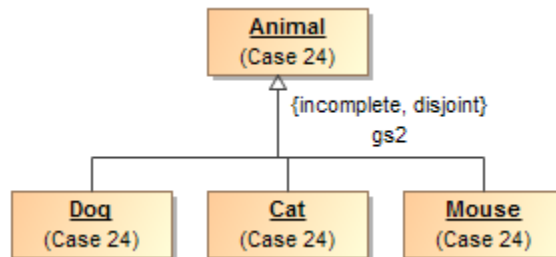 Animal
(Case 24)
{incomplete, disjoint}
gs2
Dog
(Case 24)
Cat
(Case 24)
Mouse
(Case 24)